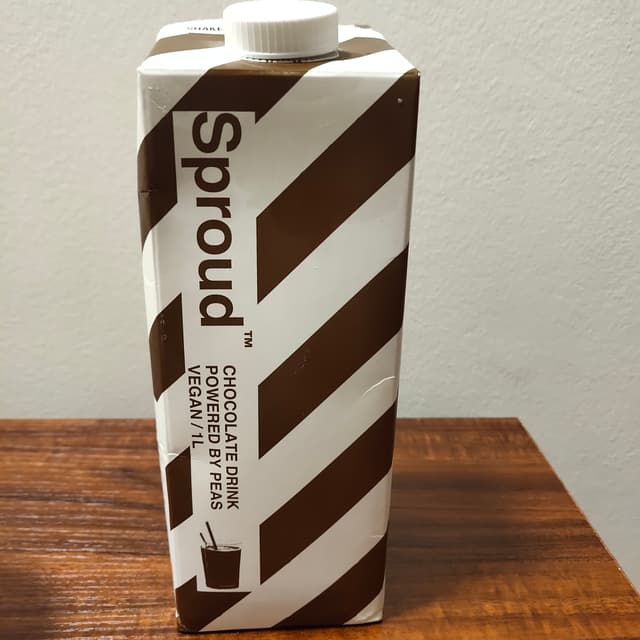 Sproud™
CHOCOLATE DRINK
POWERED BY PEAS
VEGAN / 1L